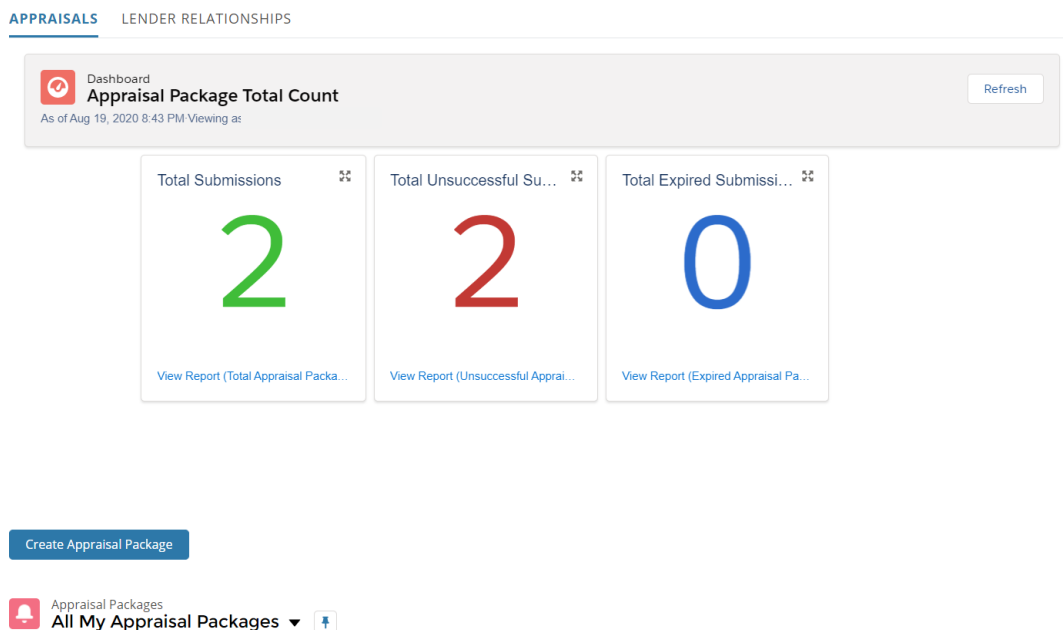 APPRAISALS LENDER RELATIONSHIPS
Dashboard
Appraisal Package Total Count
As of Aug 19, 2020 8:43 PM·Viewing as
Refresh
Total Submissions
2
View Report (Total Appraisal Packa...
Total Unsuccessful Su...
2
View Report (Unsuccessful Apprai...
Total Expired Submissi...
0
View Report (Expired Appraisal Pa...
Create Appraisal Package
Appraisal Packages
All My Appraisal Packages